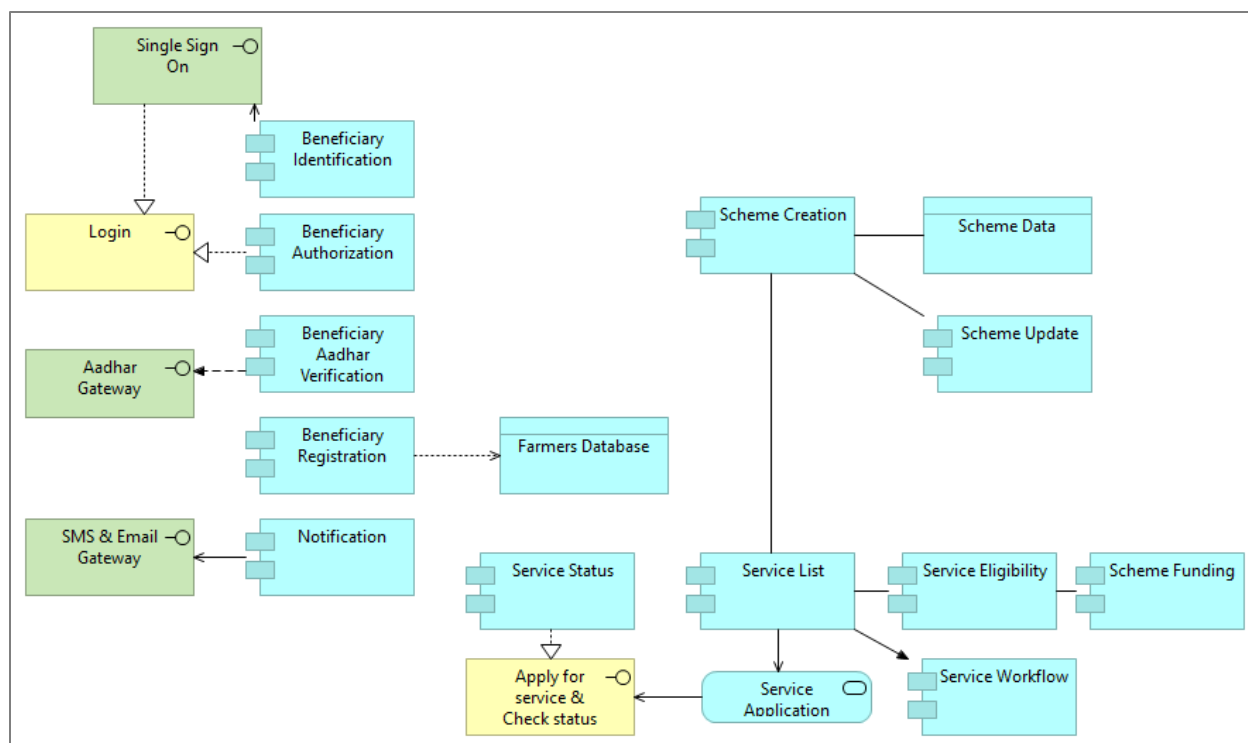 Single Sign
On
Beneficiary
Identification
Login
Beneficiary
Authorization
Scheme Creation
Scheme Data
Beneficiary
Aadhar
Verification
Scheme Update
Aadhar
Gateway
Beneficiary
Registration
Farmers Database
SMS & Email
Gateway
Notification
Service Status
Service List
Service Eligibility
Scheme Funding
Apply for
service &
Check status
Service
Application
Service Workflow